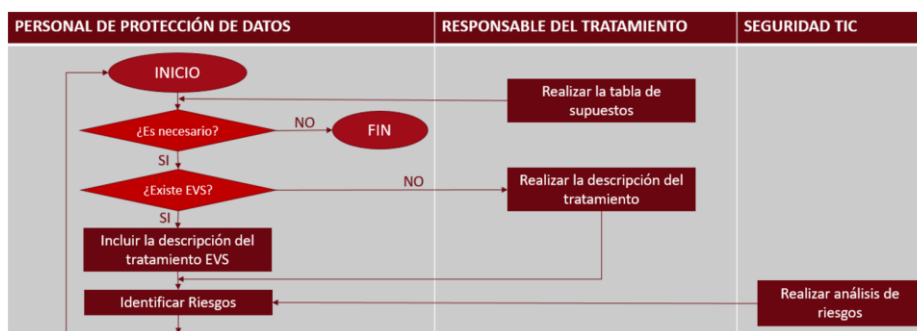 PERSONAL DE PROTECCIÓN DE DATOS
RESPONSABLE DEL TRATAMIENTO
SEGURIDAD TIC
INICIO
Realizar la tabla de
supuestos
¿Es necesario?
NO
FIN
SI
¿Existe EVS?
NO
Realizar la descripción del
tratamiento
SI
Incluir la descripción del
tratamiento EVS
Identificar Riesgos
Realizar análisis de
riesgos